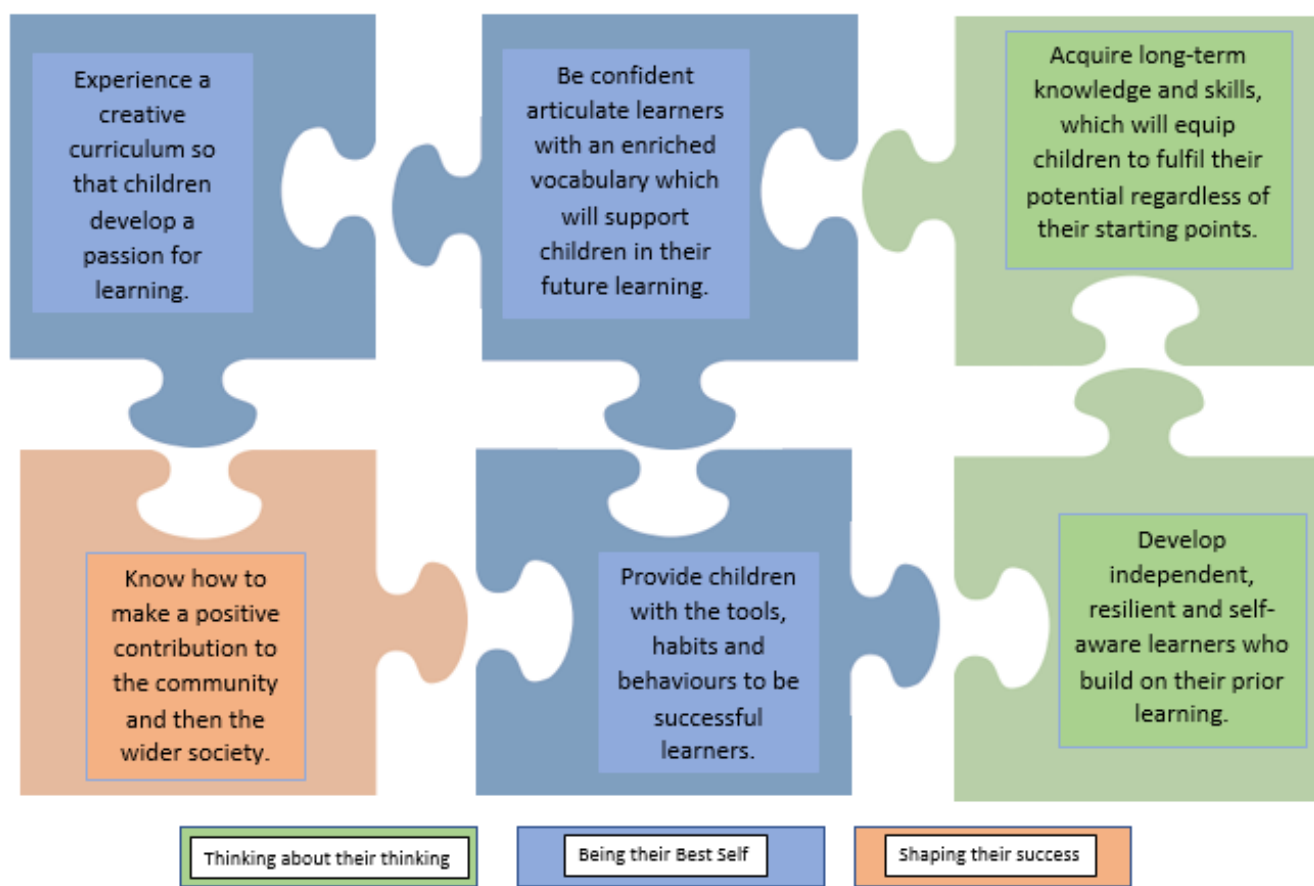 Experience a
creative
curriculum so
that children
develop a
passion for
learning.
Be confident
articulate learners
with an enriched
vocabulary which
will support
children in their
future learning.
Acquire long-term
knowledge and skills,
which will equip
children to fulfil their
potential regardless of
their starting points.
Know how to
make a positive
contribution to
the community
and then the
wider society.
Provide children
with the tools,
habits and
behaviours to be
successful
learners.
Develop
independent,
resilient and self-
aware learners who
build on their prior
learning.
Thinking about their thinking
Being their Best Self
Shaping their success